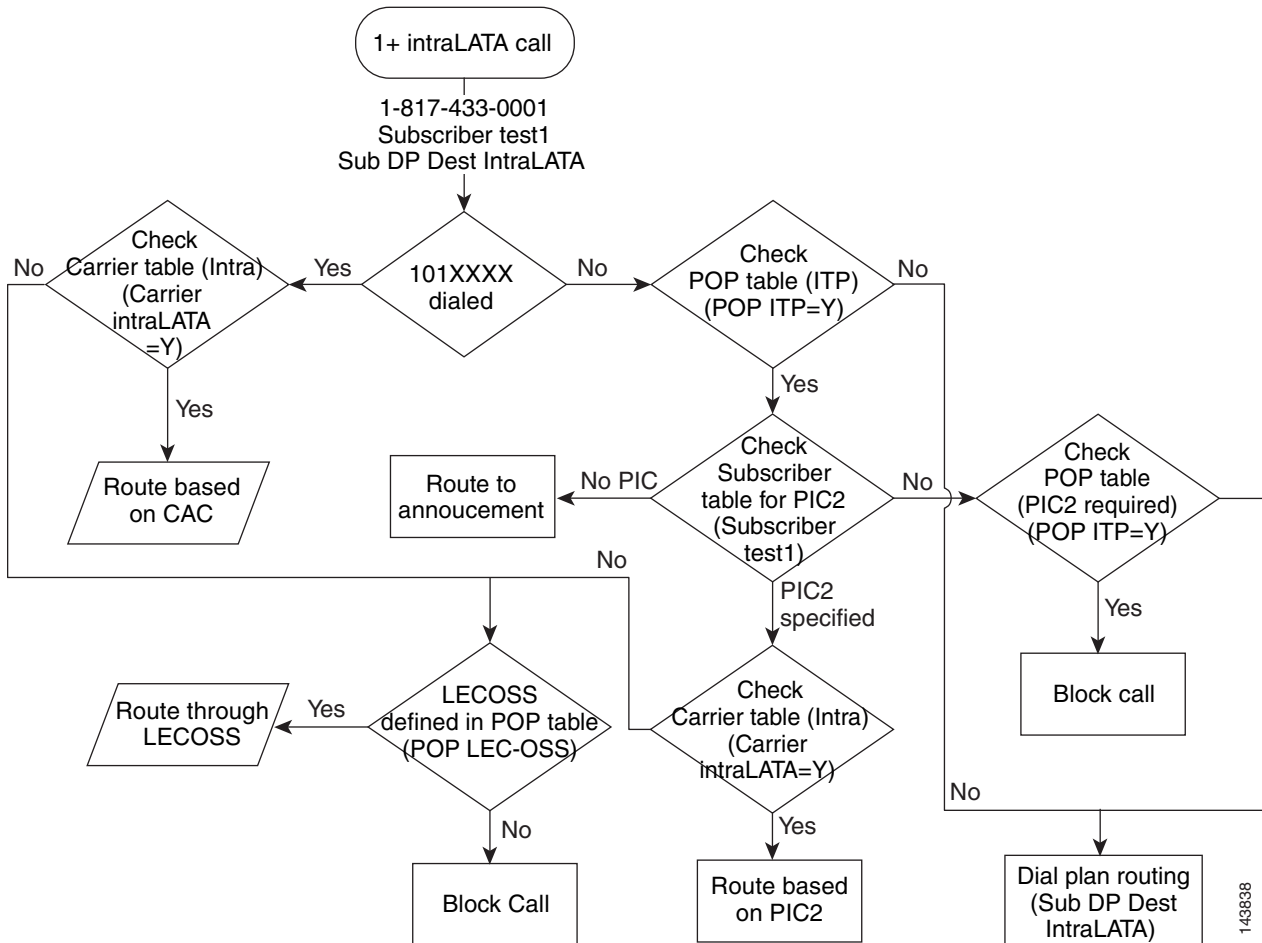 1+ intraLATA call
1-817-433-0001
Subscriber test1
Sub DP Dest IntraLATA
No
Check
Carrier table (Intra)
(Carrier
intraLATA
=Y)
Yes
101XXXX
dialed
No
Check
POP table (ITP)
(POP ITP=Y)
No
Yes
Yes
Route based
on CAC
Route to
annoucement
No PIC
Check
Subscriber
table for PIC2
(Subscriber
test1)
No
Check
POP table
(PIC2 required)
(POP ITP=Y)
No
PIC2
specified
Yes
Route through
LECOSS
Yes
LECOSS
defined in POP table
(POP LEC-OSS)
Check
Carrier table (Intra)
(Carrier
intraLATA=Y)
Block call
No
No
Yes
Block Call
Route based
on PIC2
Dial plan routing
(Sub DP Dest
IntraLATA)
143838